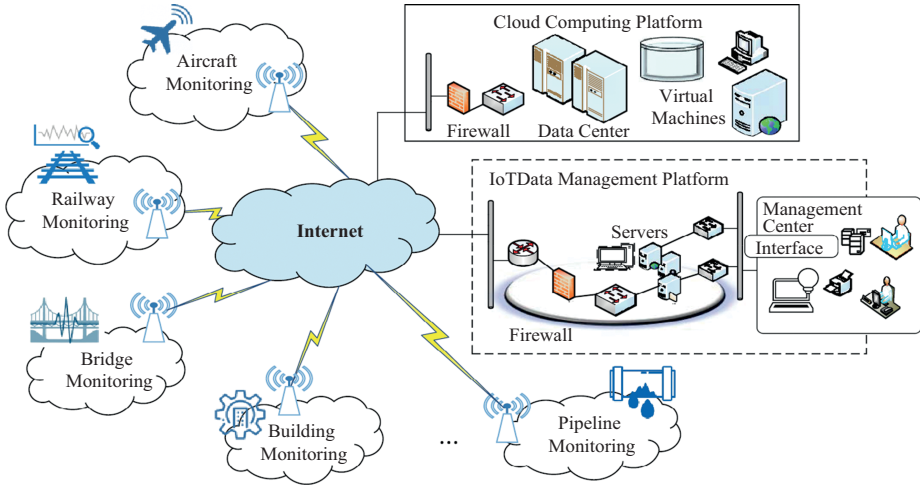 Cloud Computing Platform
Aircraft
Monitoring
Firewall
Data Center
Virtual
Machines
Railway
Monitoring
Internet
IoTData Management Platform
Management
Center
Interface
Servers
Firewall
Bridge
Monitoring
Building
Monitoring
...
Pipeline
Monitoring